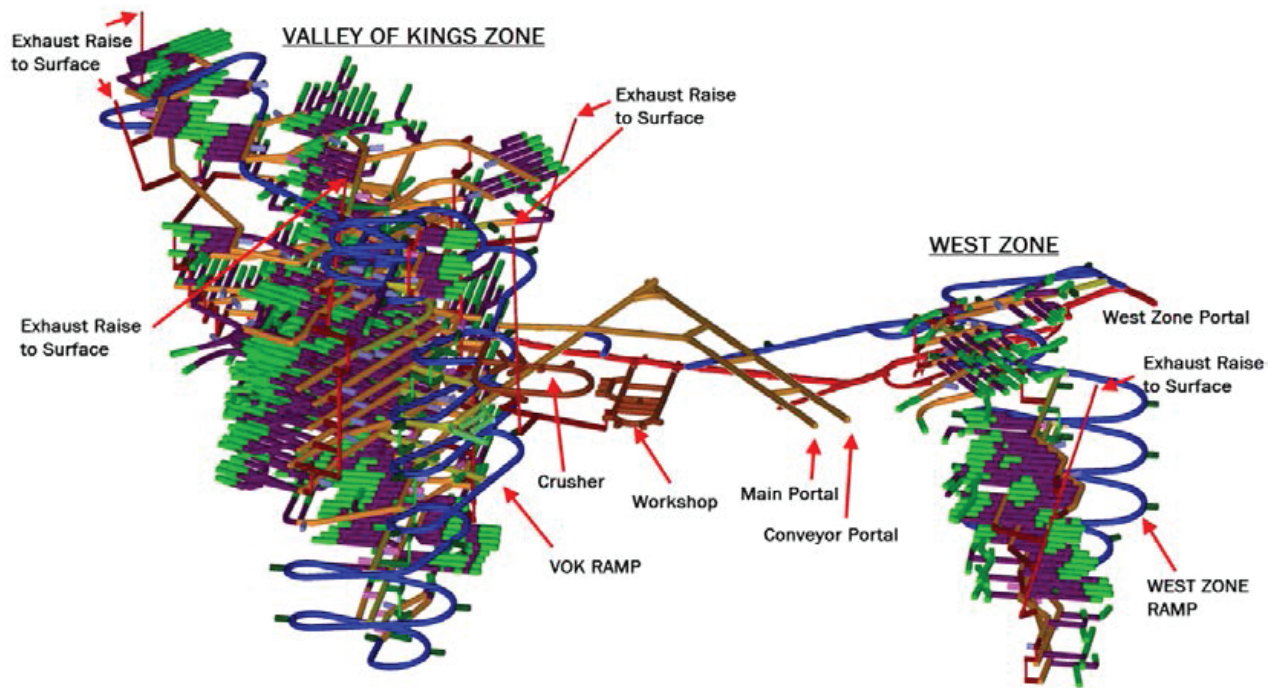 Exhaust Raise
to Surface
VALLEY OF KINGS ZONE
Exhaust Raise
to Surface
WEST ZONE
West Zone Portal
Exhaust Raise
to Surface
Exhaust Raise
to Surface
Crusher
Workshop
Main Portal
Conveyor Portal
VOK RAMP
WEST ZONE
RAMP